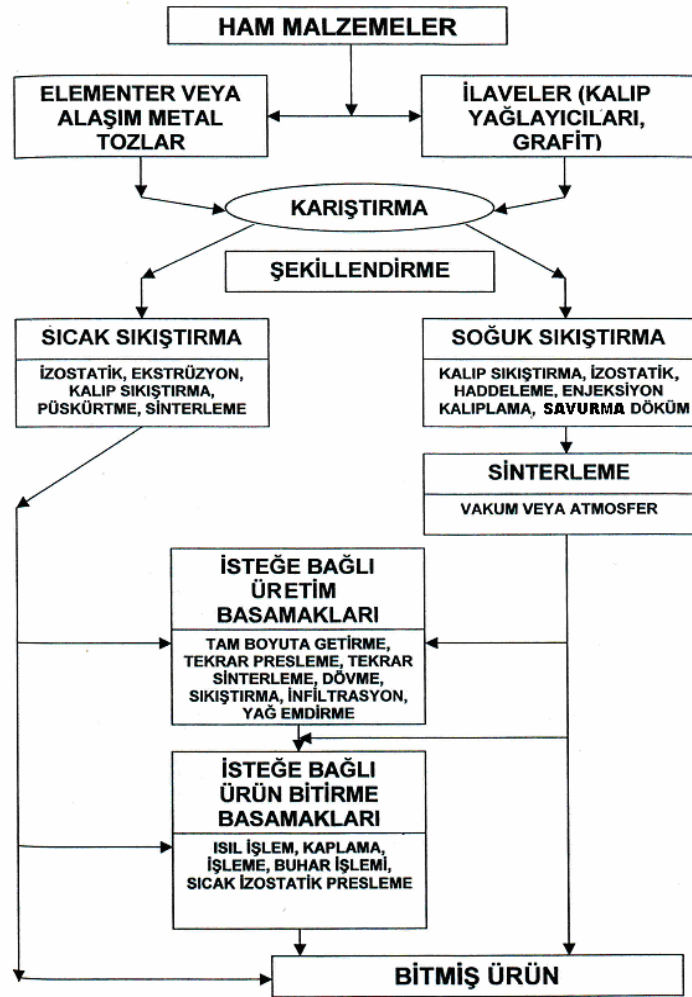 HAM MALZEMELER
ELEMENTER VEYA
ALAŞIM METAL
TOZLAR
İLAVELER (KALIP
YAĞLAYICILARI,
GRAFİT)
KARIŞTIRMA
ŞEKİLLENDİRME
SICAK SIKIŞTIRMA
İZOSTATİK, EKSTRÜZYON,
KALIP SIKIŞTIRMA,
PÜSKÜRTME, SİNTERLEME
SOĞUK SIKIŞTIRMA
KALIP SIKIŞTIRMA, İZOSTATİK,
HADDELEME, ENJEKSİYON
KALIPLAMA, SAVURMA DÖKÜM
SİNTERLEME
VAKUM VEYA ATMOSFER
İSTEĞE BAĞLI
ÜRETİM
BASAMAKLARI
TAM BOYUTA GETİRME,
TEKRAR PRESLEME, TEKRAR
SİNTERLEME, DÖVME,
SIKIŞTIRMA, İNFİLTRASYON,
YAĞ EMDİRME
İSTEĞE BAĞLI
ÜRÜN BİTİRME
BASAMAKLARI
ISIL İŞLEM, KAPLAMA,
İŞLEME, BUHAR İŞLEMİ,
SICAK İZOSTATİK PRESLEME
BİTMİŞ ÜRÜN